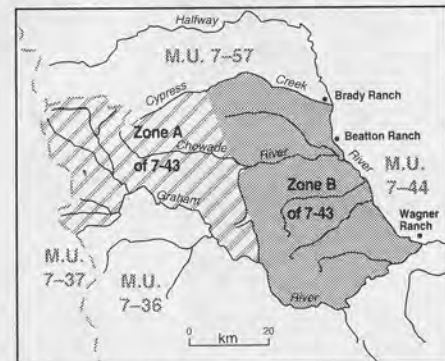 Halfway
M.U. 7–57
Cypress
Creek
Brady Ranch
Zone A
Beatton Ranch
Chowade
River
River
of 7-43
M.U.
7–44
Zone B
Graham
of 7-43
Wagner
Ranch
M.U.
7–37
M.U.
7–36
River
0
20
km